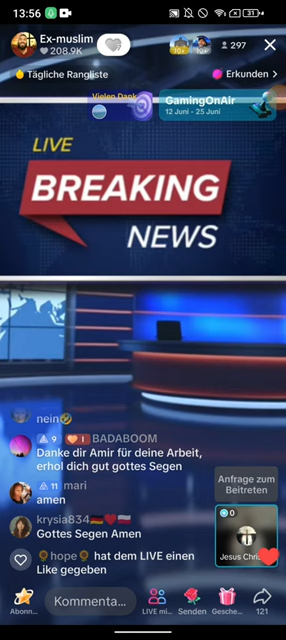 13:56
31
Ex-muslim
208.9K
297
Tägliche Rangliste
Erkunden >
Vielen Dank
GamingOnAir
12 Juni - 25 Juni
LIVE
BREAKING
NEWS
nein🤣
9 1 BADABOOM
Danke dir Amir für deine Arbeit,
erhol dich gut gottes Segen
11 mari
amen
krysia834🇩🇪❤️🇵🇱
Gottes Segen Amen
🌻hope🌻 hat dem LIVE einen
Like gegeben
Anfrage zum
Beitreten
0
Jesus Chri
Abonn...
Kommenta...
LIVE mi...
Senden
Gesche...
121